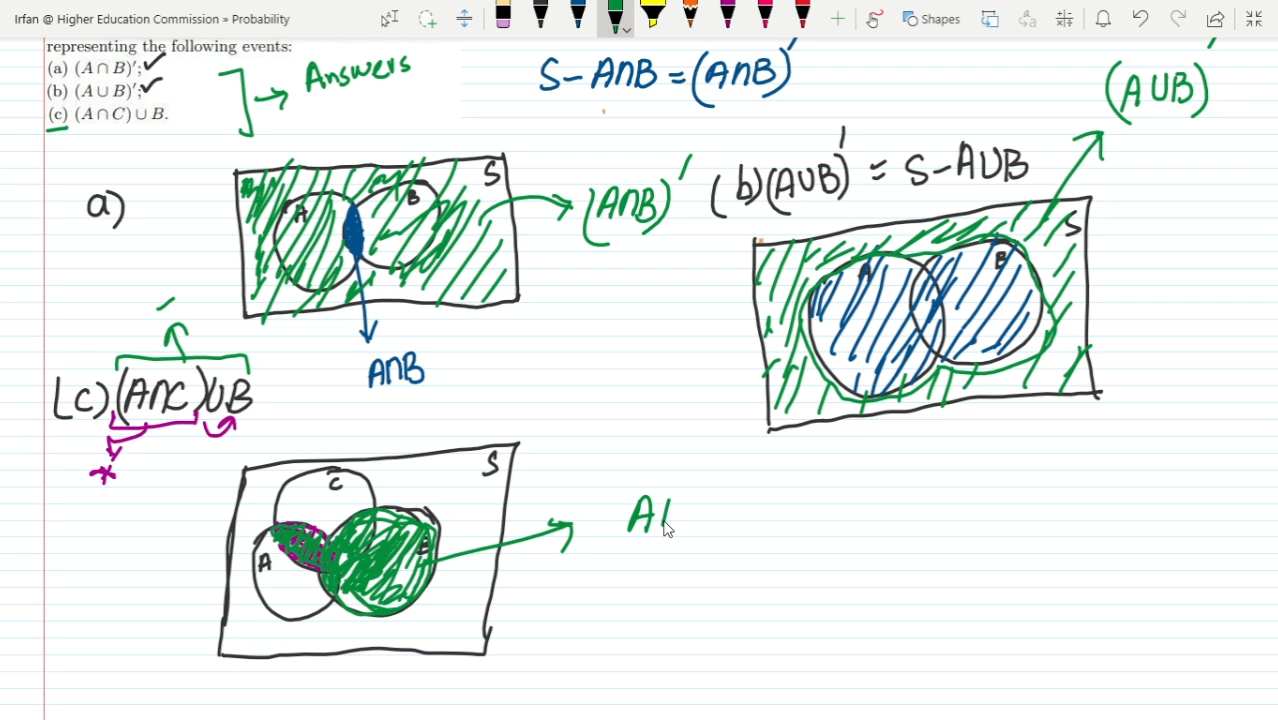 Irfan @ Higher Education Commission » Probability
Shapes
representing the following events:
(a) (A ∩ B)′;
(b) (A ∪ B)′;
(c) (A ∩ C) ∪ B.
Answers
S - A∩B = (A∩B)′
(A∪B)′
a)
A
B
S
(A∩B)′
A∩B
(b)(A∪B)′ = S - A∪B
A
B
S
(c)(A∩C)∪B
C
A
B
S
A